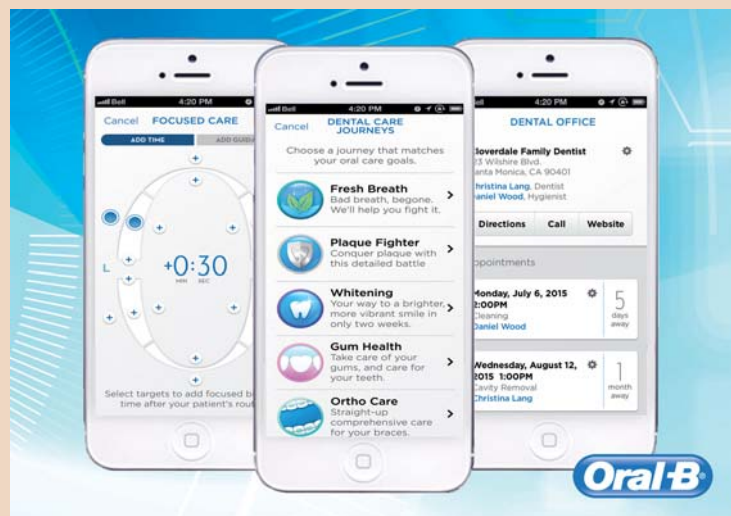 Bell 4:20 PM
Cancel FOCUSED CARE
ADD TIME ADD GUID
L
+0:30
MIN SEC
Select targets to add focused b
time after your patient's rout
Bell 4:20 PM
Cancel DENTAL CARE
JOURNEYS
Choose a journey that matches
your oral care goals.
Fresh Breath
Bad breath, begone.
We'll help you fight it.
Plaque Fighter
Conquer plaque with
this detailed battle
Whitening
Your way to a brighter,
more vibrant smile in
only two weeks.
Gum Health
Take care of your
gums, and care for
your teeth.
Ortho Care
Straight-up
comprehensive care
for your braces.
ell 4:20 PM
DENTAL OFFICE
Cloverdale Family Dentist
23 Wilshire Blvd.
anta Monica, CA 90401
hristina Lang, Dentist
Daniel Wood, Hygienist
Directions Call Website
ppointments
Monday, July 6, 2015
2:00PM
Cleaning
Daniel Wood
5
days
away
Wednesday, August 12,
2015 1:00PM
Cavity Removal
Christina Lang
1
month
away
Oral-B